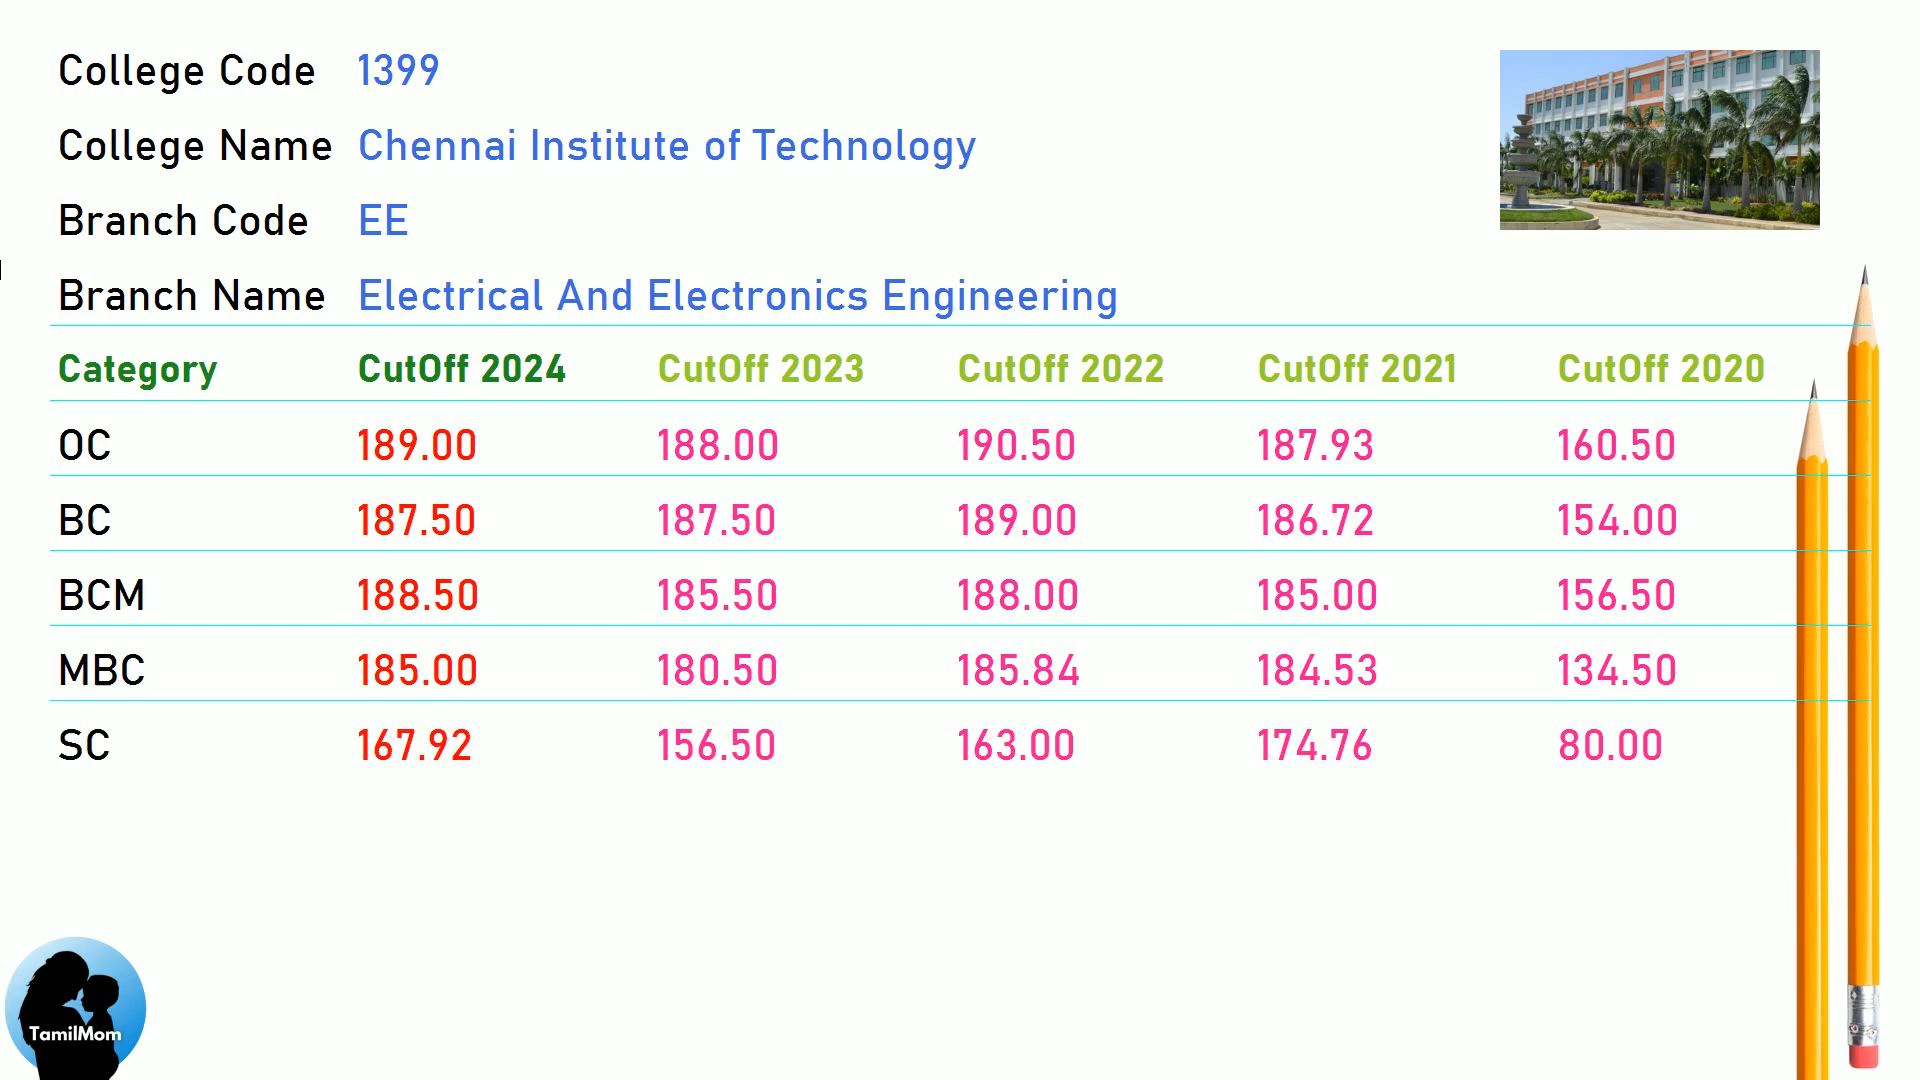 College Code 1399
College Name Chennai Institute of Technology
Branch Code EE
Branch Name Electrical And Electronics Engineering
Category CutOff 2024 CutOff 2023 CutOff 2022 CutOff 2021 CutOff 2020
OC 189.00 188.00 190.50 187.93 160.50
BC 187.50 187.50 189.00 186.72 154.00
BCM 188.50 185.50 188.00 185.00 156.50
MBC 185.00 180.50 185.84 184.53 134.50
SC 167.92 156.50 163.00 174.76 80.00
TamilMom